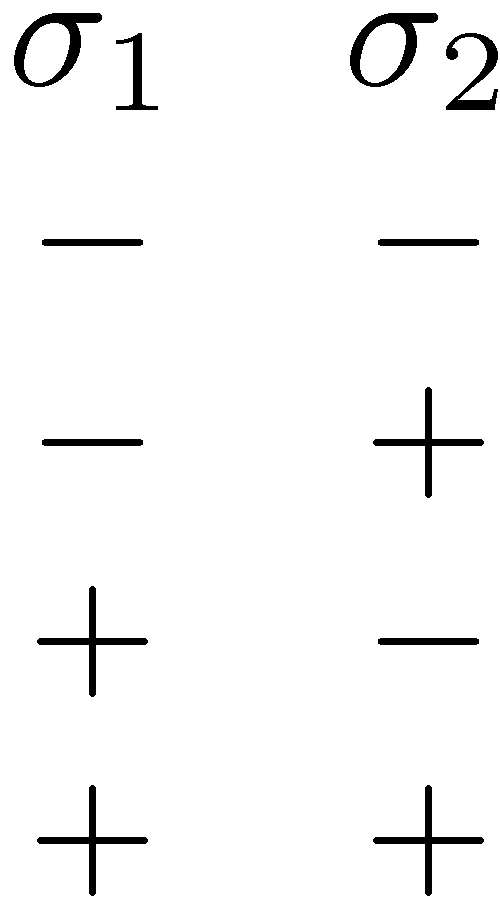 σ₁ σ₂
− −
− +
+ −
+ +